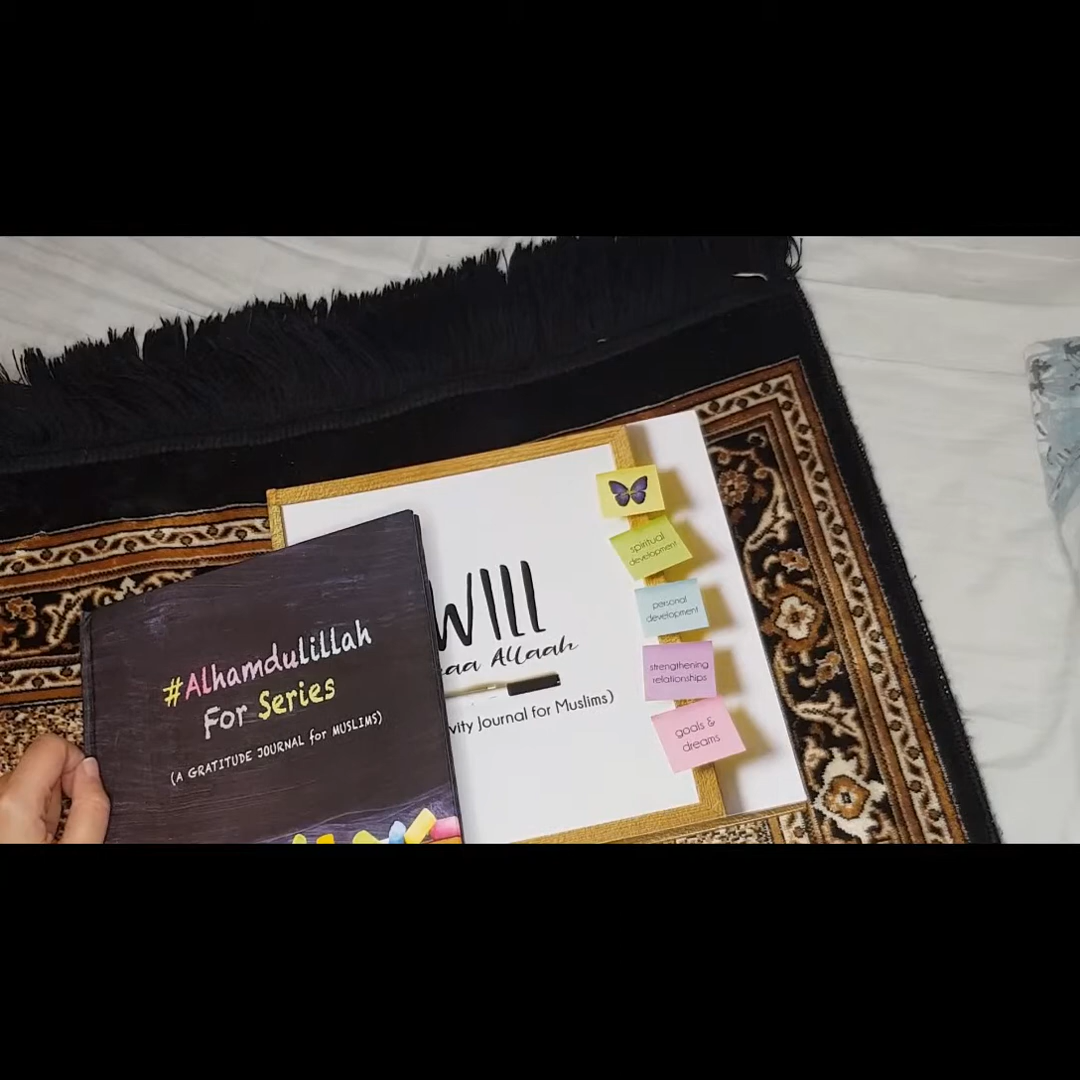 #Alhamdulillah
For Series
(A GRATITUDE JOURNAL for MUSLIMS)
WILL
Allaah
Journal for Muslims)
spiritual
development
personal
development
strengthening
relationships
goals &
dreams